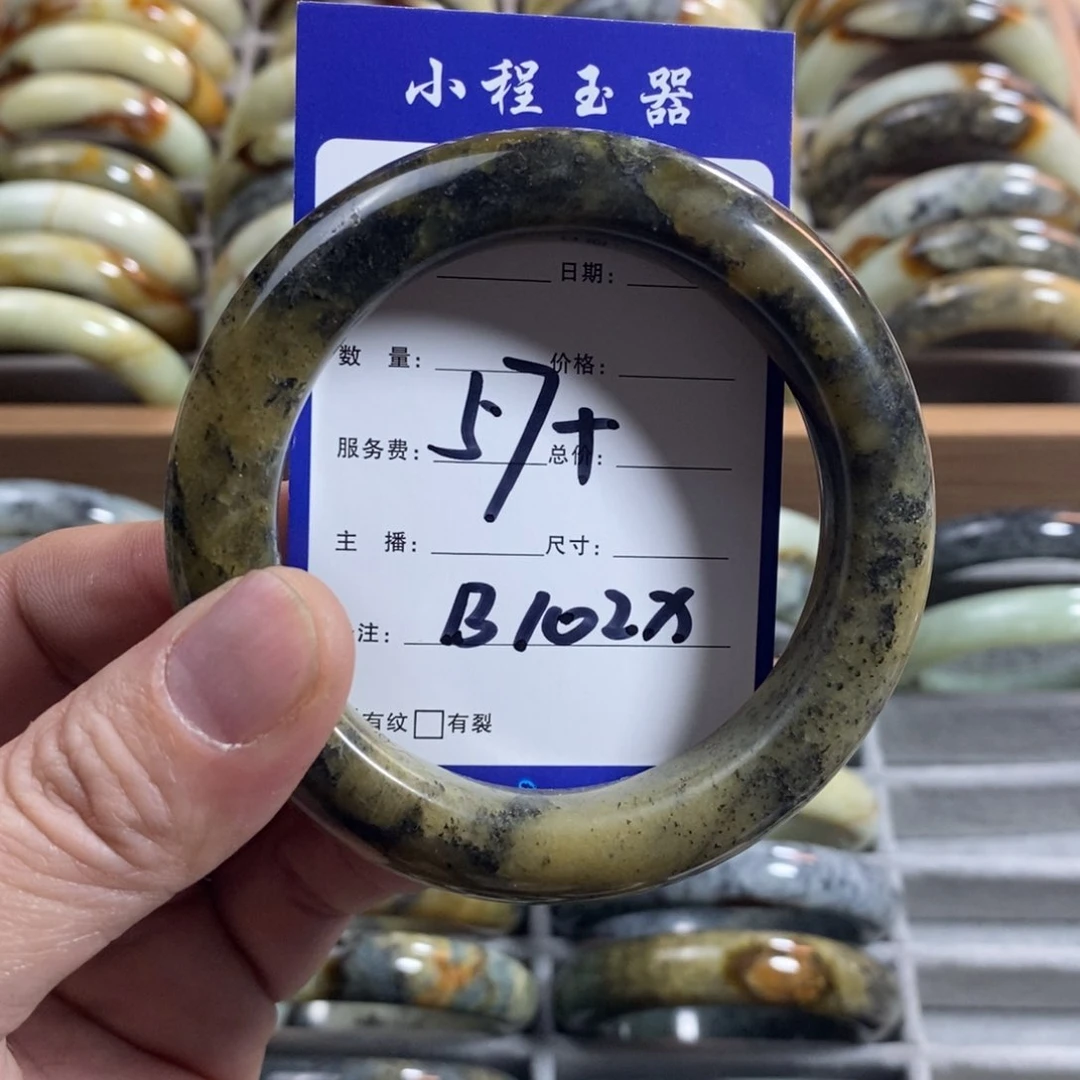 小程玉器
日期：
数 量： 价格：
57+
服务费： 总价：
主 播： 尺寸：
注： B102X
有纹 □有裂